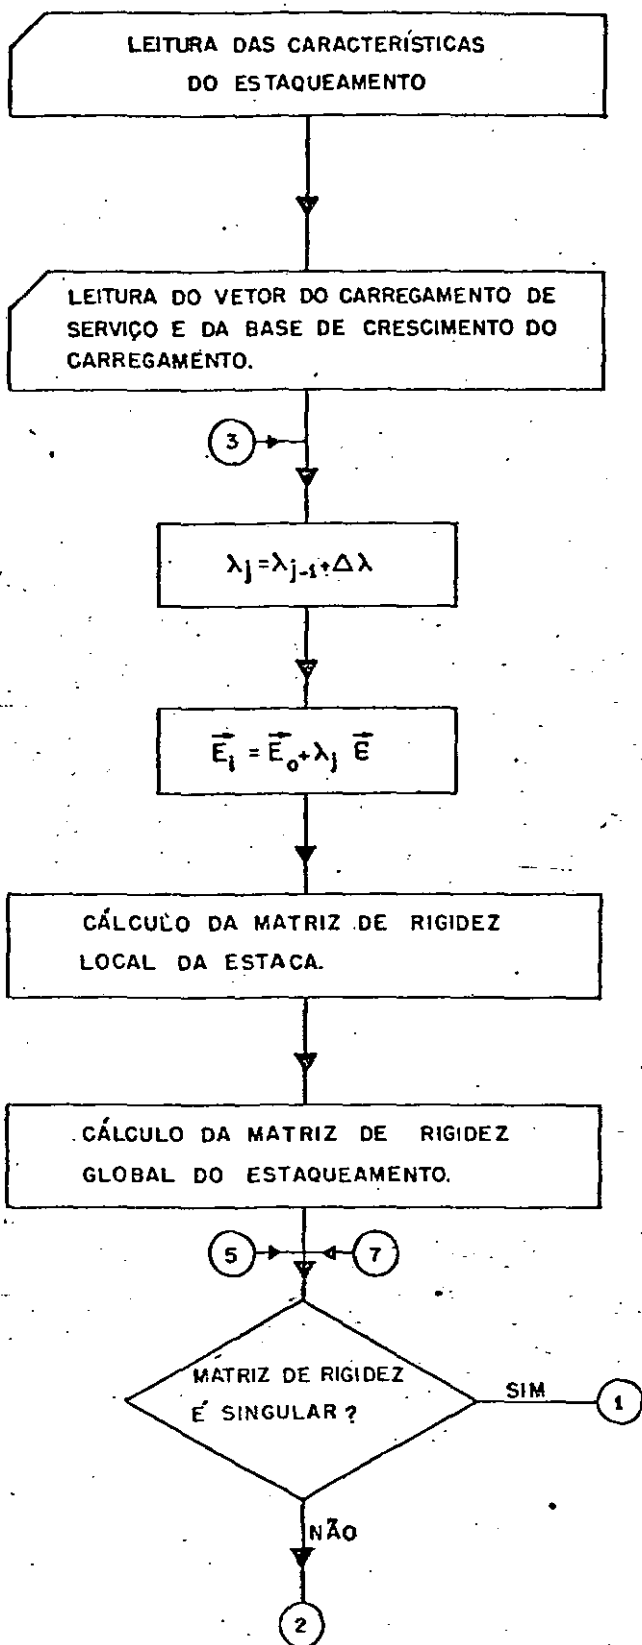 LEITURA DAS CARACTERÍSTICAS
DO ESTAQUEAMENTO
LEITURA DO VETOR DO CARREGAMENTO DE
SERVIÇO E DA BASE DE CRESCIMENTO DO
CARREGAMENTO.
3
λj=λj-1+Δλ
E⃗i = E⃗o+λj E⃗
CÁLCULO DA MATRIZ DE RIGIDEZ
LOCAL DA ESTACA.
CÁLCULO DA MATRIZ DE RIGIDEZ
GLOBAL DO ESTAQUEAMENTO.
5 7
MATRIZ DE RIGIDEZ
É SINGULAR ?
SIM
1
NÃO
2